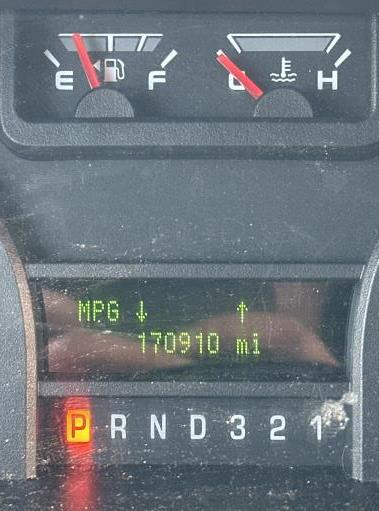 E F C H
MPG ↓ ↑
170910 mi
P R N D 3 2 1